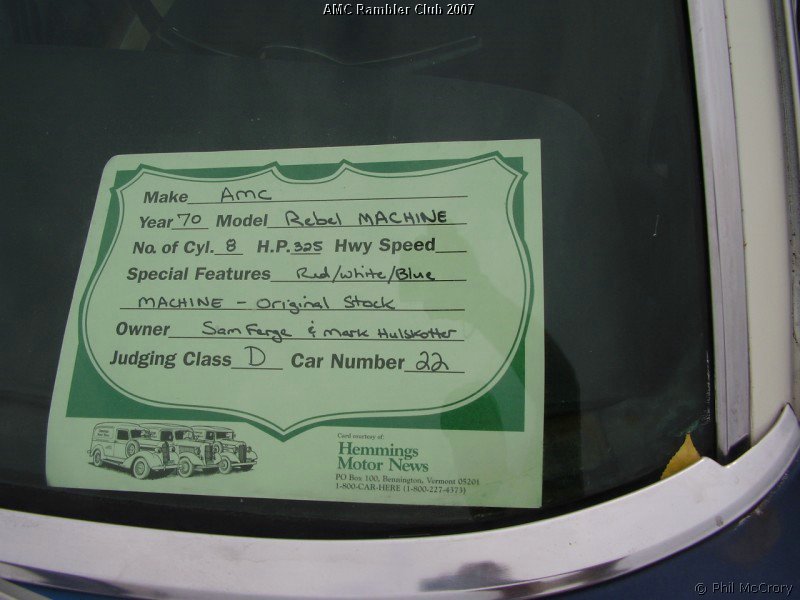 AMC Rambler Club 2007
Make AMC
Year 70 Model Rebel MACHINE
No. of Cyl. 8 H.P. 325 Hwy Speed
Special Features Red/White/Blue
MACHINE - Original Stock
Owner Sam Ferge & Mark Hulskotter
Judging Class D Car Number 22
Card courtesy of:
Hemmings
Motor News
PO Box 100, Bennington, Vermont 05201
1-800-CAR-HERE (1-800-227-4373)
© Phil McCrory